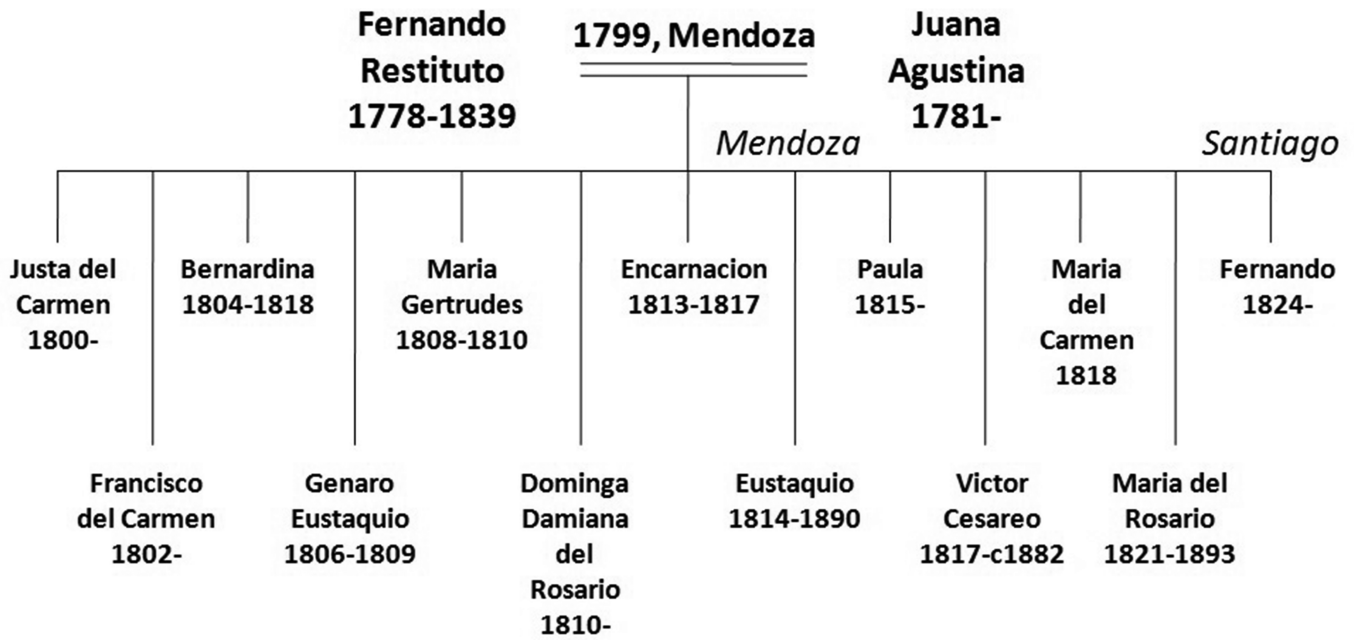 Fernando
Restituto
1778-1839
1799, Mendoza
Juana
Agustina
1781-
Mendoza
Santiago
Justa del
Carmen
1800-
Bernardina
1804-1818
Maria
Gertrudes
1808-1810
Encarnacion
1813-1817
Paula
1815-
Maria
del
Carmen
1818
Fernando
1824-
Francisco
del Carmen
1802-
Genaro
Eustaquio
1806-1809
Dominga
Damiana
del
Rosario
1810-
Eustaquio
1814-1890
Victor
Cesareo
1817-c1882
Maria del
Rosario
1821-1893